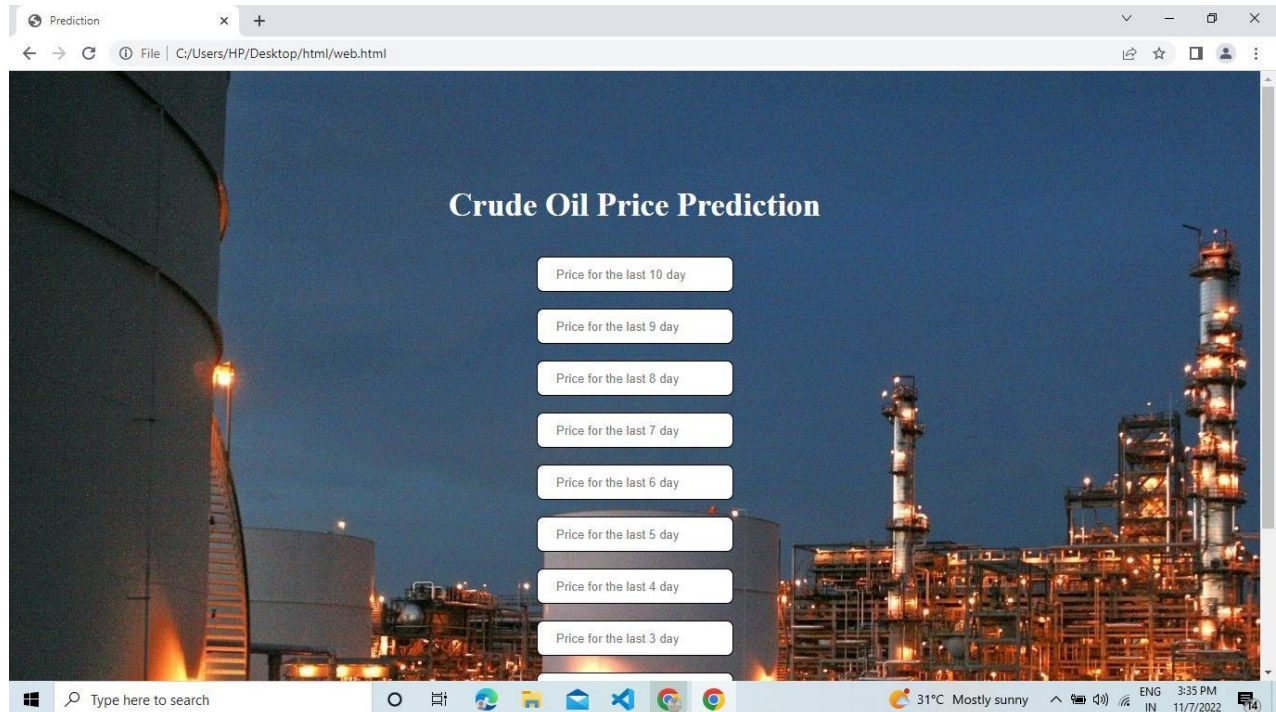 Prediction
File | C:/Users/HP/Desktop/html/web.html
Crude Oil Price Prediction
Price for the last 10 day
Price for the last 9 day
Price for the last 8 day
Price for the last 7 day
Price for the last 6 day
Price for the last 5 day
Price for the last 4 day
Price for the last 3 day
Type here to search
31°C Mostly sunny
ENG
IN
3:35 PM
11/7/2022
14